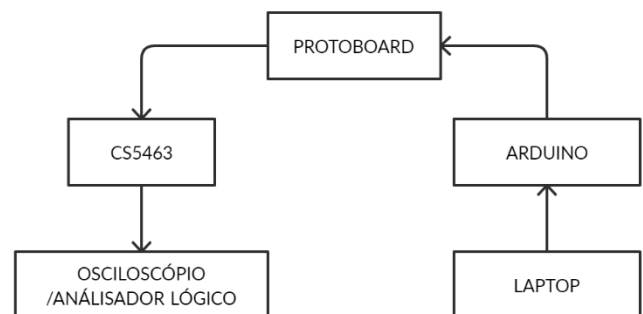 PROTOBOARD
CS5463
ARDUINO
OSCILOSCÓPIO
/ANÁLISADOR LÓGICO
LAPTOP